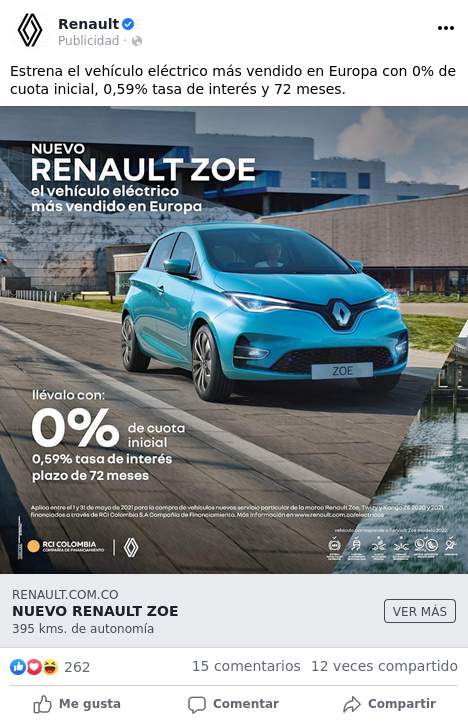 Renault
Publicidad ·
Estrena el vehículo eléctrico más vendido en Europa con 0% de
cuota inicial, 0,59% tasa de interés y 72 meses.
NUEVO
RENAULT ZOE
el vehículo eléctrico
más vendido en Europa
ZOE
llévalo con:
0% de cuota
inicial
0,59% tasa de interés
plazo de 72 meses
Aplica entre el 1 y 31 de mayo de 2021 para la compra de vehículos nuevos servicio particular de la marca Renault Zoe, Twizy y Kangoo ZE 2020 y 2021.
Financiados a través de RCI Colombia S.A Compañía de Financiamiento. Más información en www.renault.com.co/electricos
vehículo corresponde a Renault Zoe modelo 2022
RCI COLOMBIA
COMPAÑÍA DE FINANCIAMIENTO
RENAULT.COM.CO
NUEVO RENAULT ZOE
395 kms. de autonomía
VER MÁS
262
15 comentarios 12 veces compartido
Me gusta Comentar Compartir